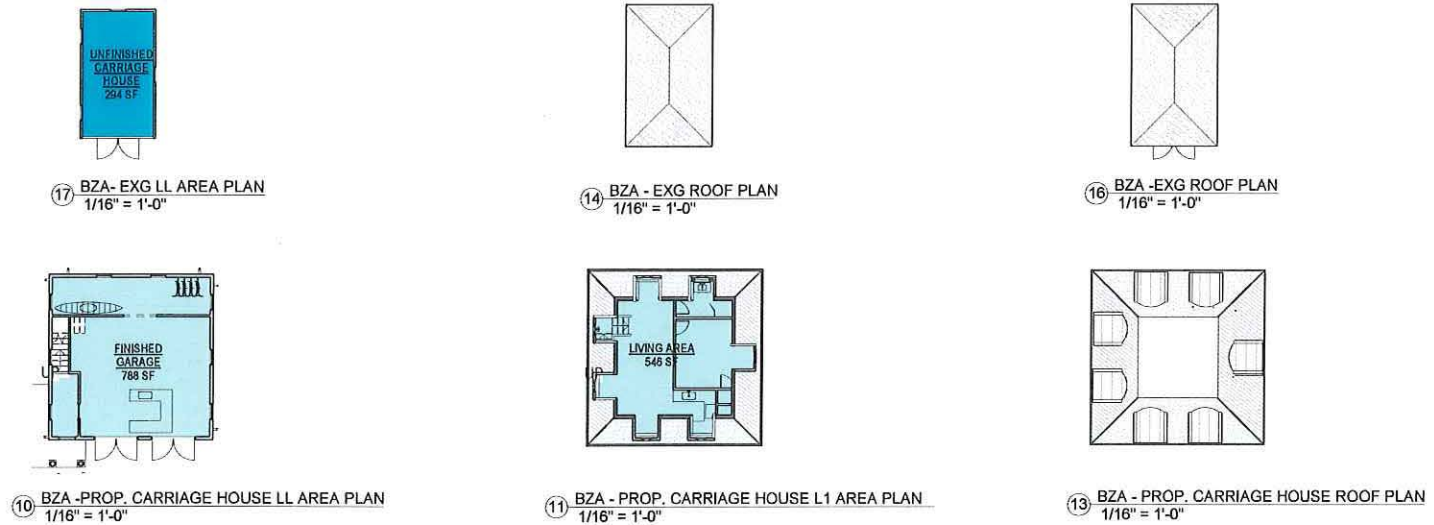 UNFINISHED
CARRIAGE
HOUSE
294 SF
17 BZA- EXG LL AREA PLAN
1/16" = 1'-0"
14 BZA - EXG ROOF PLAN
1/16" = 1'-0"
16 BZA -EXG ROOF PLAN
1/16" = 1'-0"
FINISHED
GARAGE
788 SF
LIVING AREA
546 SF
10 BZA -PROP. CARRIAGE HOUSE LL AREA PLAN
1/16" = 1'-0"
11 BZA - PROP. CARRIAGE HOUSE L1 AREA PLAN
1/16" = 1'-0"
13 BZA - PROP. CARRIAGE HOUSE ROOF PLAN
1/16" = 1'-0"